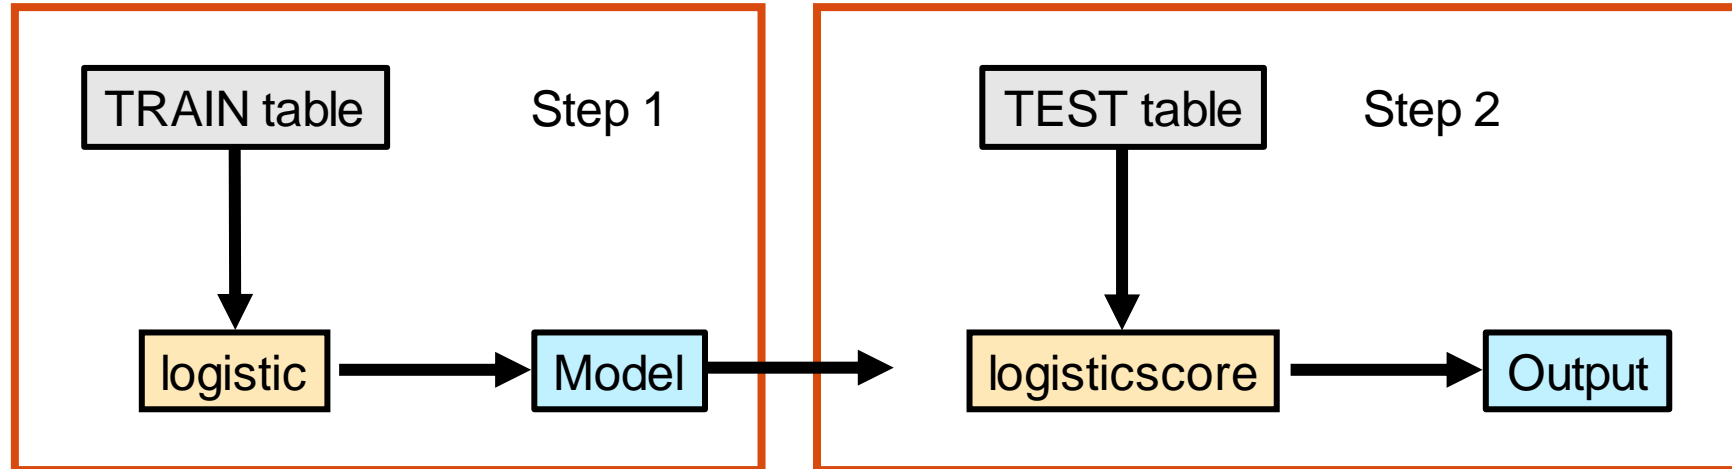 TRAIN table
Step 1
logistic
Model
TEST table
Step 2
logisticscore
Output